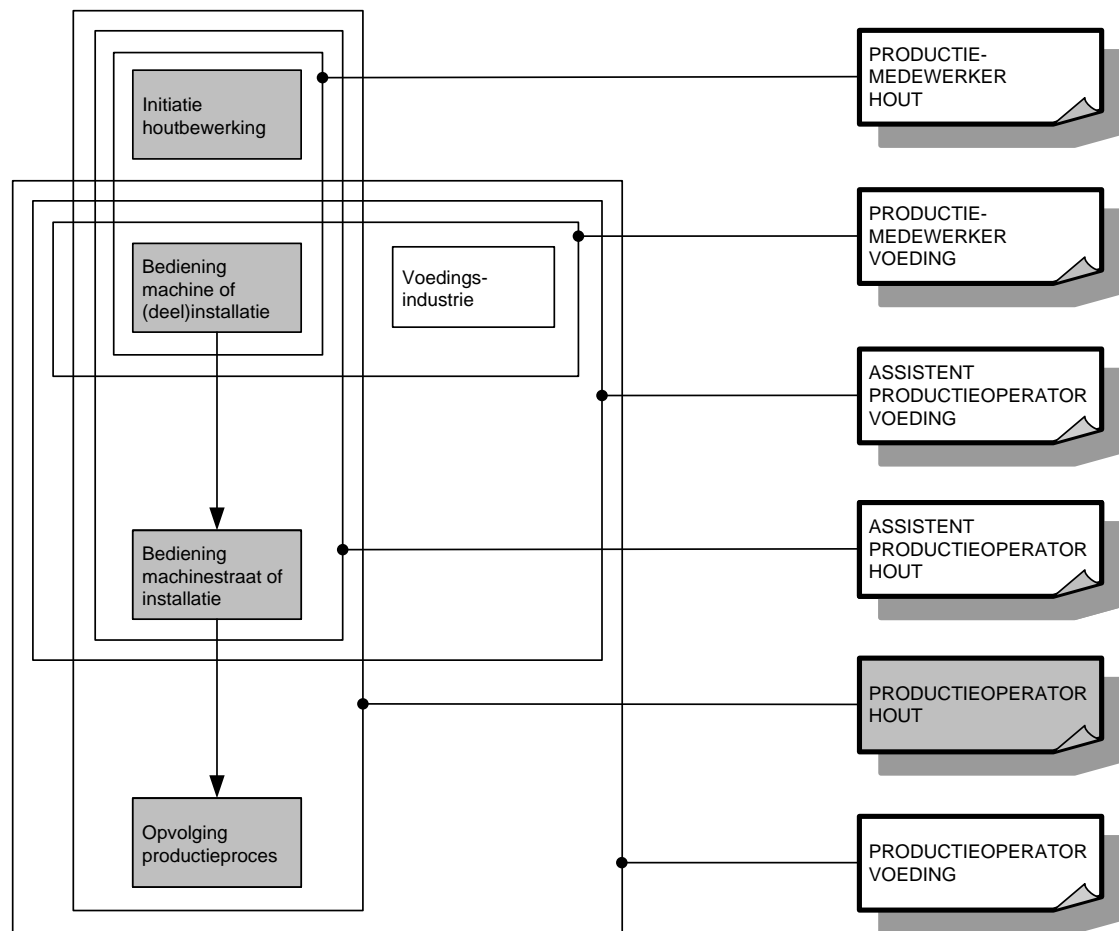 Initiatie
houtbewerking
Bediening
machine of
(deel)installatie
Voedings-
industrie
Bediening
machinestraat of
installatie
Opvolging
productieproces
PRODUCTIE-
MEDEWERKER
HOUT
PRODUCTIE-
MEDEWERKER
VOEDING
ASSISTENT
PRODUCTIEOPERATOR
VOEDING
ASSISTENT
PRODUCTIEOPERATOR
HOUT
PRODUCTIEOPERATOR
HOUT
PRODUCTIEOPERATOR
VOEDING